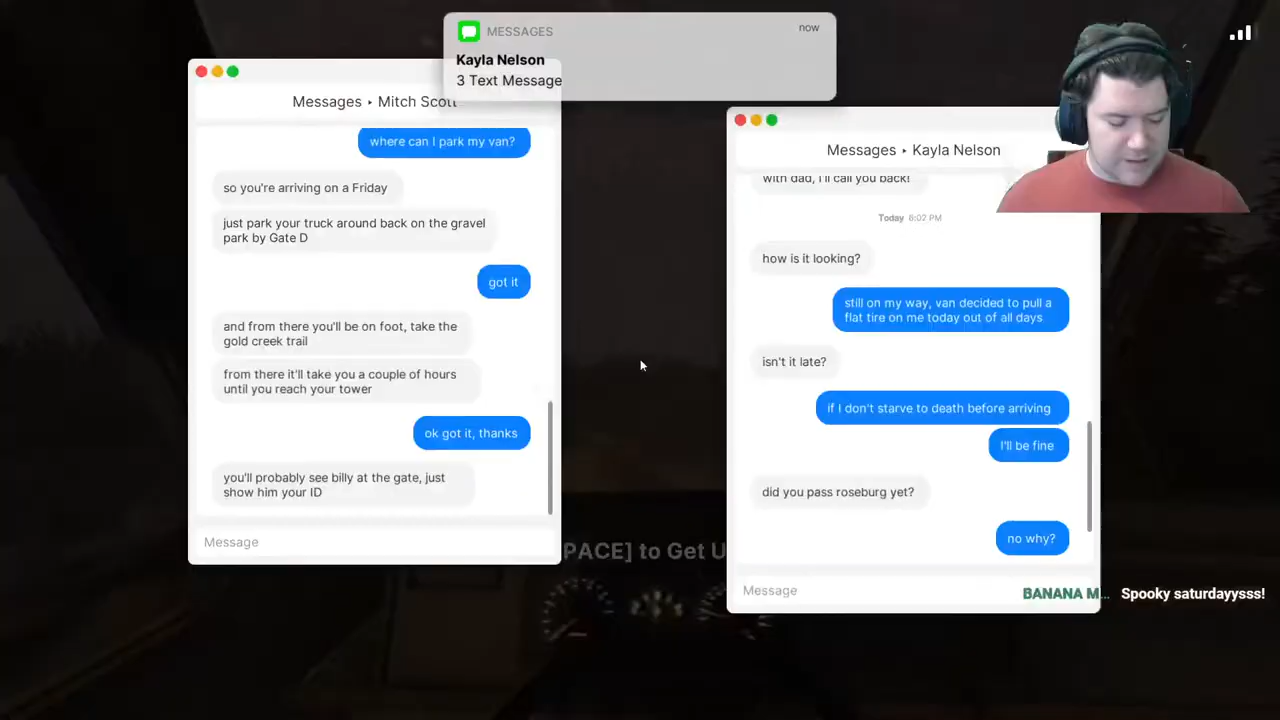 MESSAGES
now
Kayla Nelson
3 Text Message
Messages ▸ Mitch Scott
where can I park my van?
so you're arriving on a Friday
just park your truck around back on the gravel
park by Gate D
got it
and from there you'll be on foot, take the
gold creek trail
from there it'll take you a couple of hours
until you reach your tower
ok got it, thanks
you'll probably see billy at the gate, just
show him your ID
Message
Messages ▸ Kayla Nelson
with dad, I'll call you back!
Today 6:02 PM
how is it looking?
still on my way, van decided to pull a
flat tire on me today out of all days
isn't it late?
if I don't starve to death before arriving
I'll be fine
did you pass roseburg yet?
no why?
Message
PACE] to Get U
BANANA M... Spooky saturdayysss!